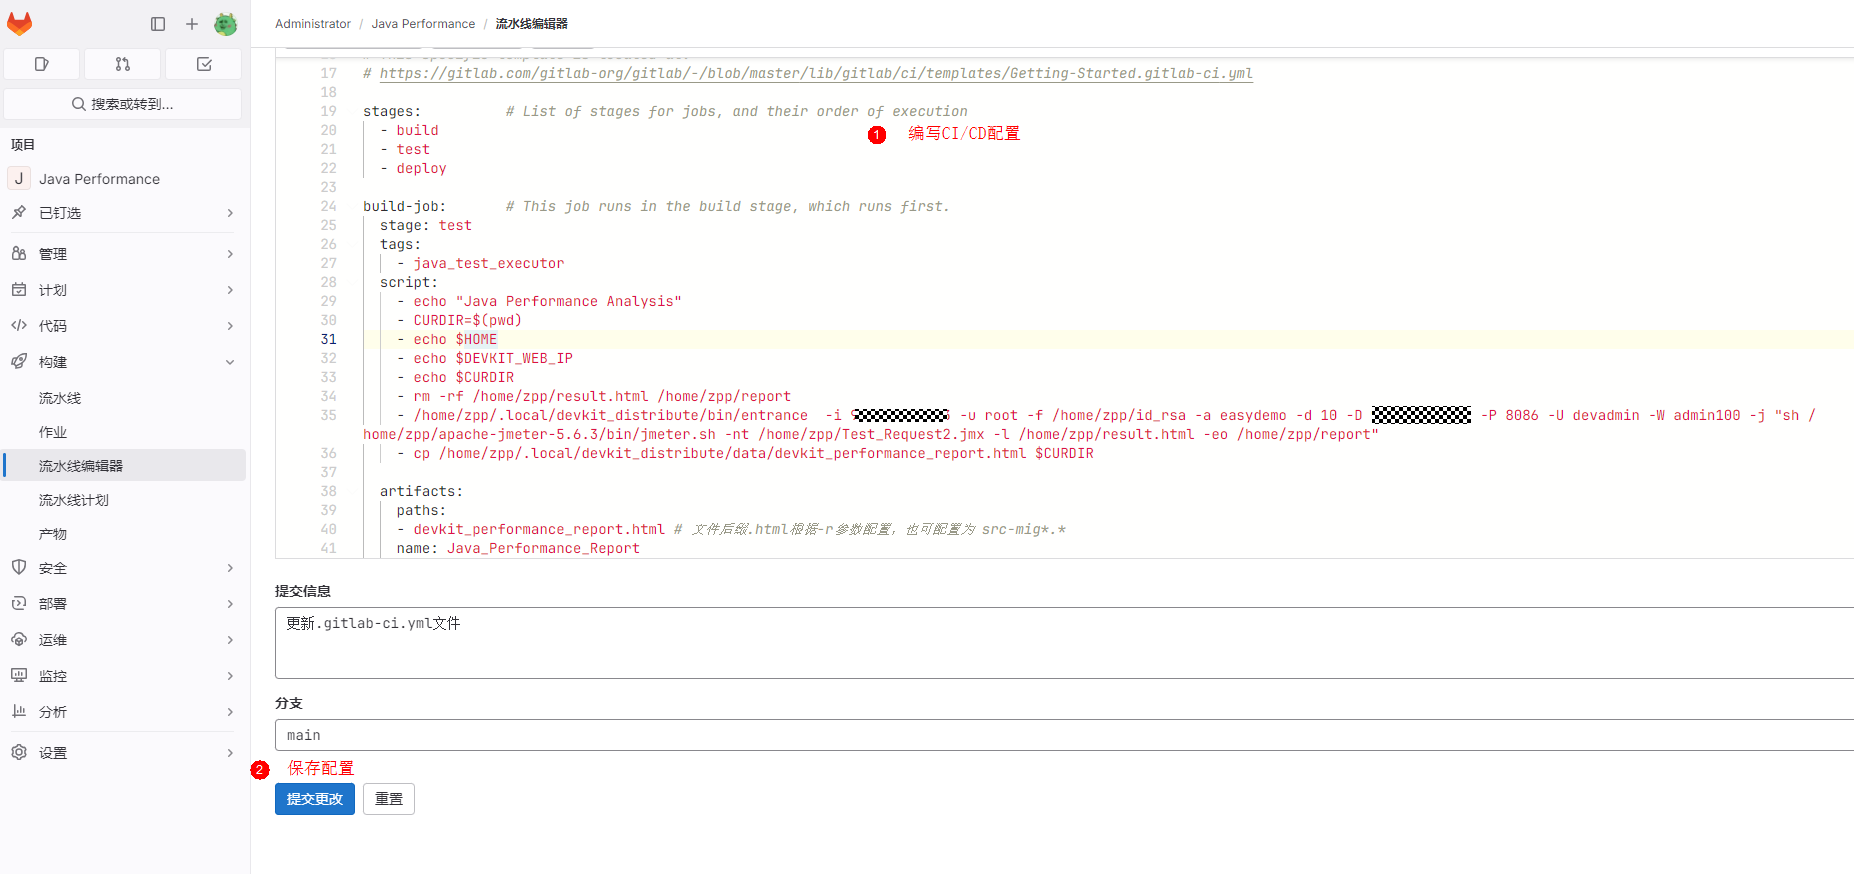 Administrator / Java Performance / 流水线编辑器
搜索或转到...
项目
J Java Performance
已钉选
管理
计划
代码
构建
流水线
作业
流水线编辑器
流水线计划
产物
安全
部署
运维
监控
分析
设置
17 # https://gitlab.com/gitlab-org/gitlab/-/blob/master/lib/gitlab/ci/templates/Getting-Started.gitlab-ci.yml
18
19 stages: # List of stages for jobs, and their order of execution
20 - build
1 编写CI/CD配置
21 - test
22 - deploy
23
24 build-job: # This job runs in the build stage, which runs first.
25 stage: test
26 tags:
27 - java_test_executor
28 script:
29 - echo "Java Performance Analysis"
30 - CURDIR=$(pwd)
31 - echo $HOME
32 - echo $DEVKIT_WEB_IP
33 - echo $CURDIR
34 - rm -rf /home/zpp/result.html /home/zpp/report
35 - /home/zpp/.local/devkit_distribute/bin/entrance -i -u root -f /home/zpp/id_rsa -a easydemo -d 10 -D -P 8086 -U devadmin -W admin100 -j "sh /
home/zpp/apache-jmeter-5.6.3/bin/jmeter.sh -nt /home/zpp/Test_Request2.jmx -l /home/zpp/result.html -eo /home/zpp/report"
36 - cp /home/zpp/.local/devkit_distribute/data/devkit_performance_report.html $CURDIR
37
38 artifacts:
39 paths:
40 - devkit_performance_report.html # 文件后缀.html根据-r参数配置，也可配置为 src-mig*.*
41 name: Java_Performance_Report
提交信息
更新.gitlab-ci.yml文件
分支
main
2 保存配置
提交更改 重置